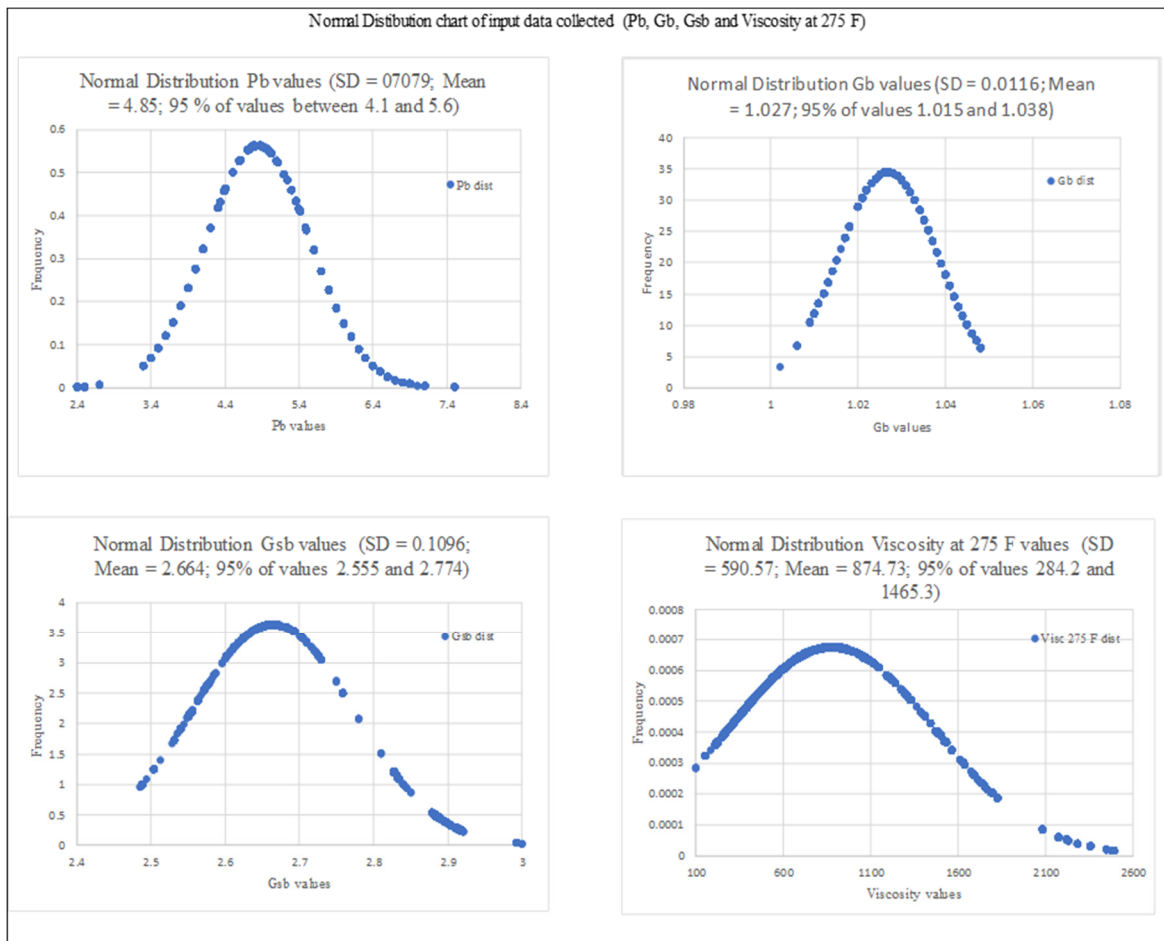 Normal Distibution chart of input data collected (Pb, Gb, Gsb and Viscosity at 275 F)
Normal Distribution Pb values (SD = 07079; Mean
= 4.85; 95 % of values between 4.1 and 5.6)
0.6
0.5
0.4
0.3
0.2
0.1
0
Frequency
Pb dist
2.4 3.4 4.4 5.4 6.4 7.4 8.4
Pb values
Normal Distribution Gb values (SD = 0.0116; Mean
= 1.027; 95% of values 1.015 and 1.038)
40
35
30
25
20
15
10
5
0
Frequency
Gb dist
0.98 1 1.02 1.04 1.06 1.08
Gb values
Normal Distribution Gsb values (SD = 0.1096;
Mean = 2.664; 95% of values 2.555 and 2.774)
4
3.5
3
2.5
2
1.5
1
0.5
0
Frequency
Gsb dist
2.4 2.5 2.6 2.7 2.8 2.9 3
Gsb values
Normal Distribution Viscosity at 275 F values (SD
= 590.57; Mean = 874.73; 95% of values 284.2 and
1465.3)
0.0008
0.0007
0.0006
0.0005
0.0004
0.0003
0.0002
0.0001
0
Frequency
Visc 275 F dist
100 600 1100 1600 2100 2600
Viscosity values